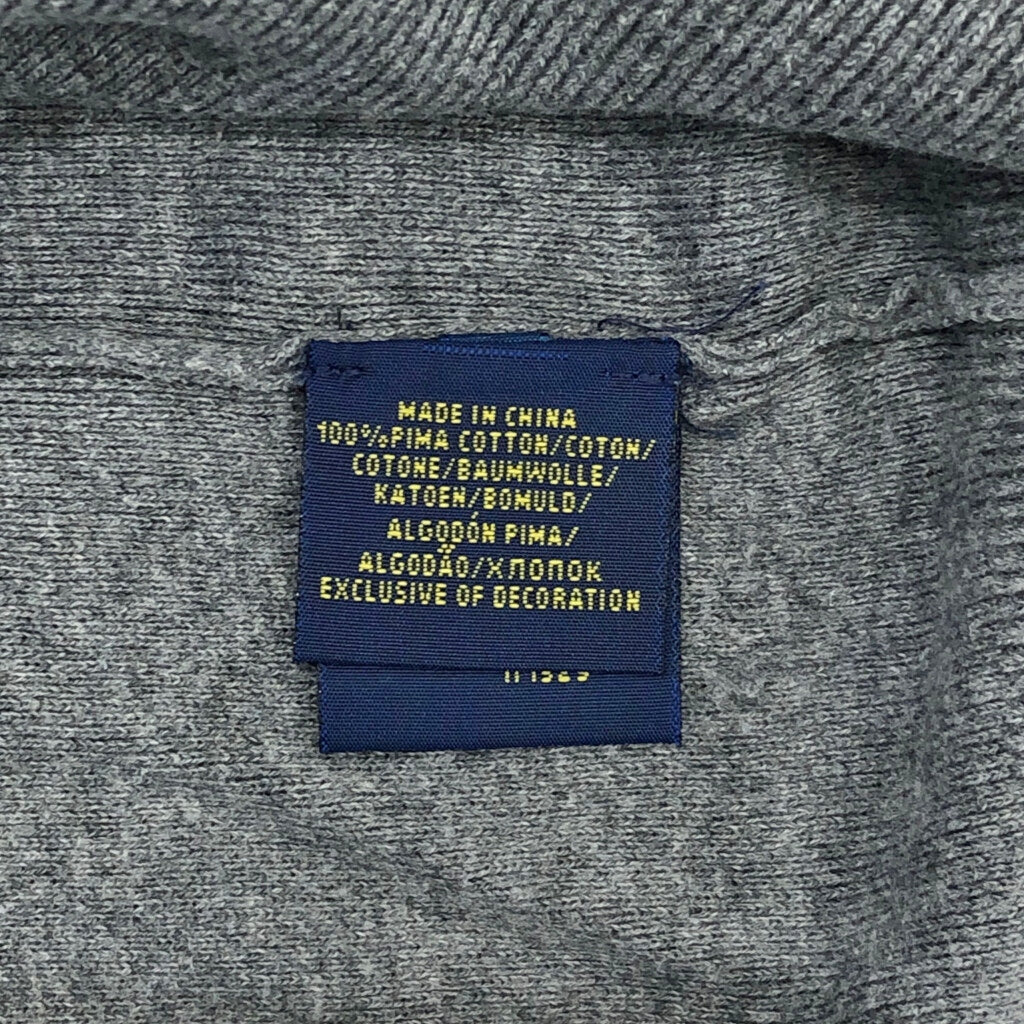 MADE IN CHINA
100% PIMA COTTON/COTON/
COTONE/BAUMWOLLE/
KATOEN/BOMULD/
ALGODÓN PIMA/
ALGODÃO/ХЛОПОК
EXCLUSIVE OF DECORATION